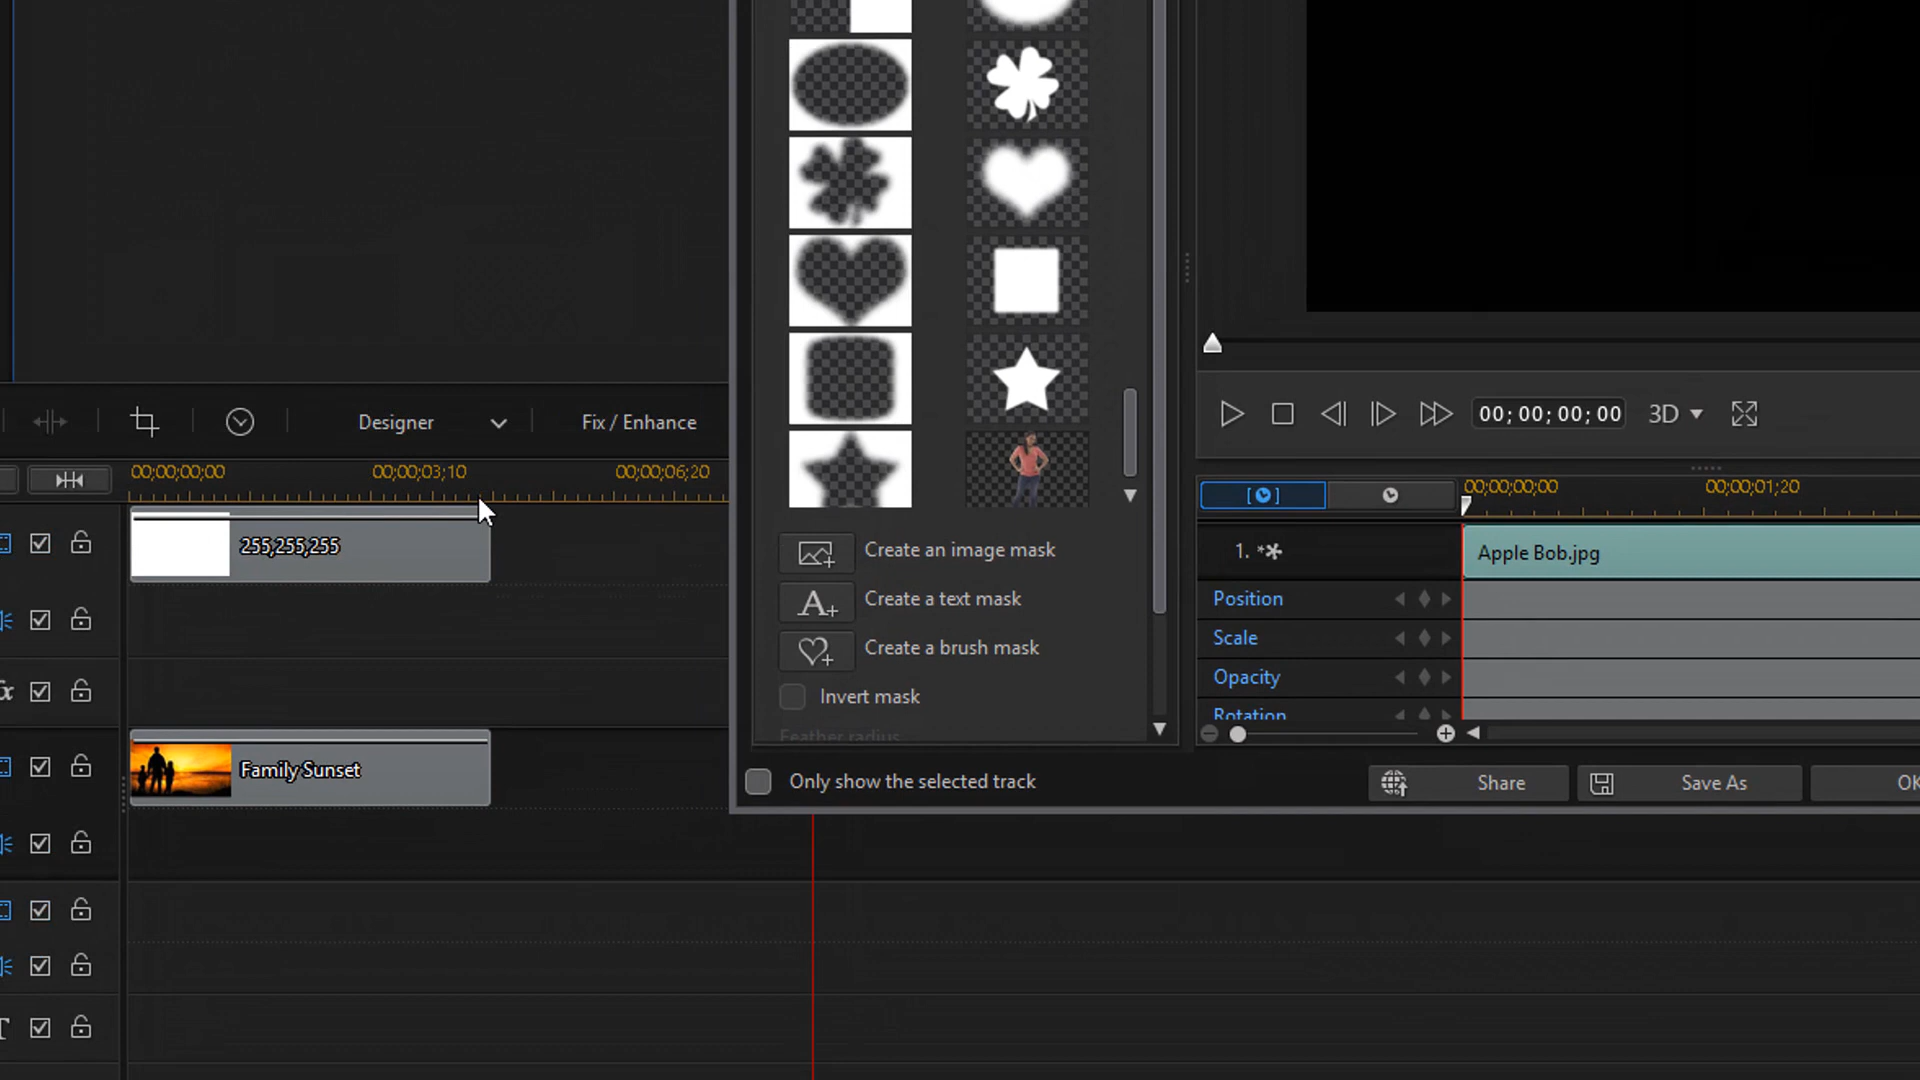 Designer
Fix / Enhance
00;00;00;00
00;00;03;10
00;00;06;20
255,255,255
Family Sunset
Create an image mask
Create a text mask
Create a brush mask
Invert mask
Feather radius
Only show the selected track
00;00;00;00
3D
00;00;00;00
00;00;01;20
1. *
Apple Bob.jpg
Position
Scale
Opacity
Rotation
Share
Save As
OK